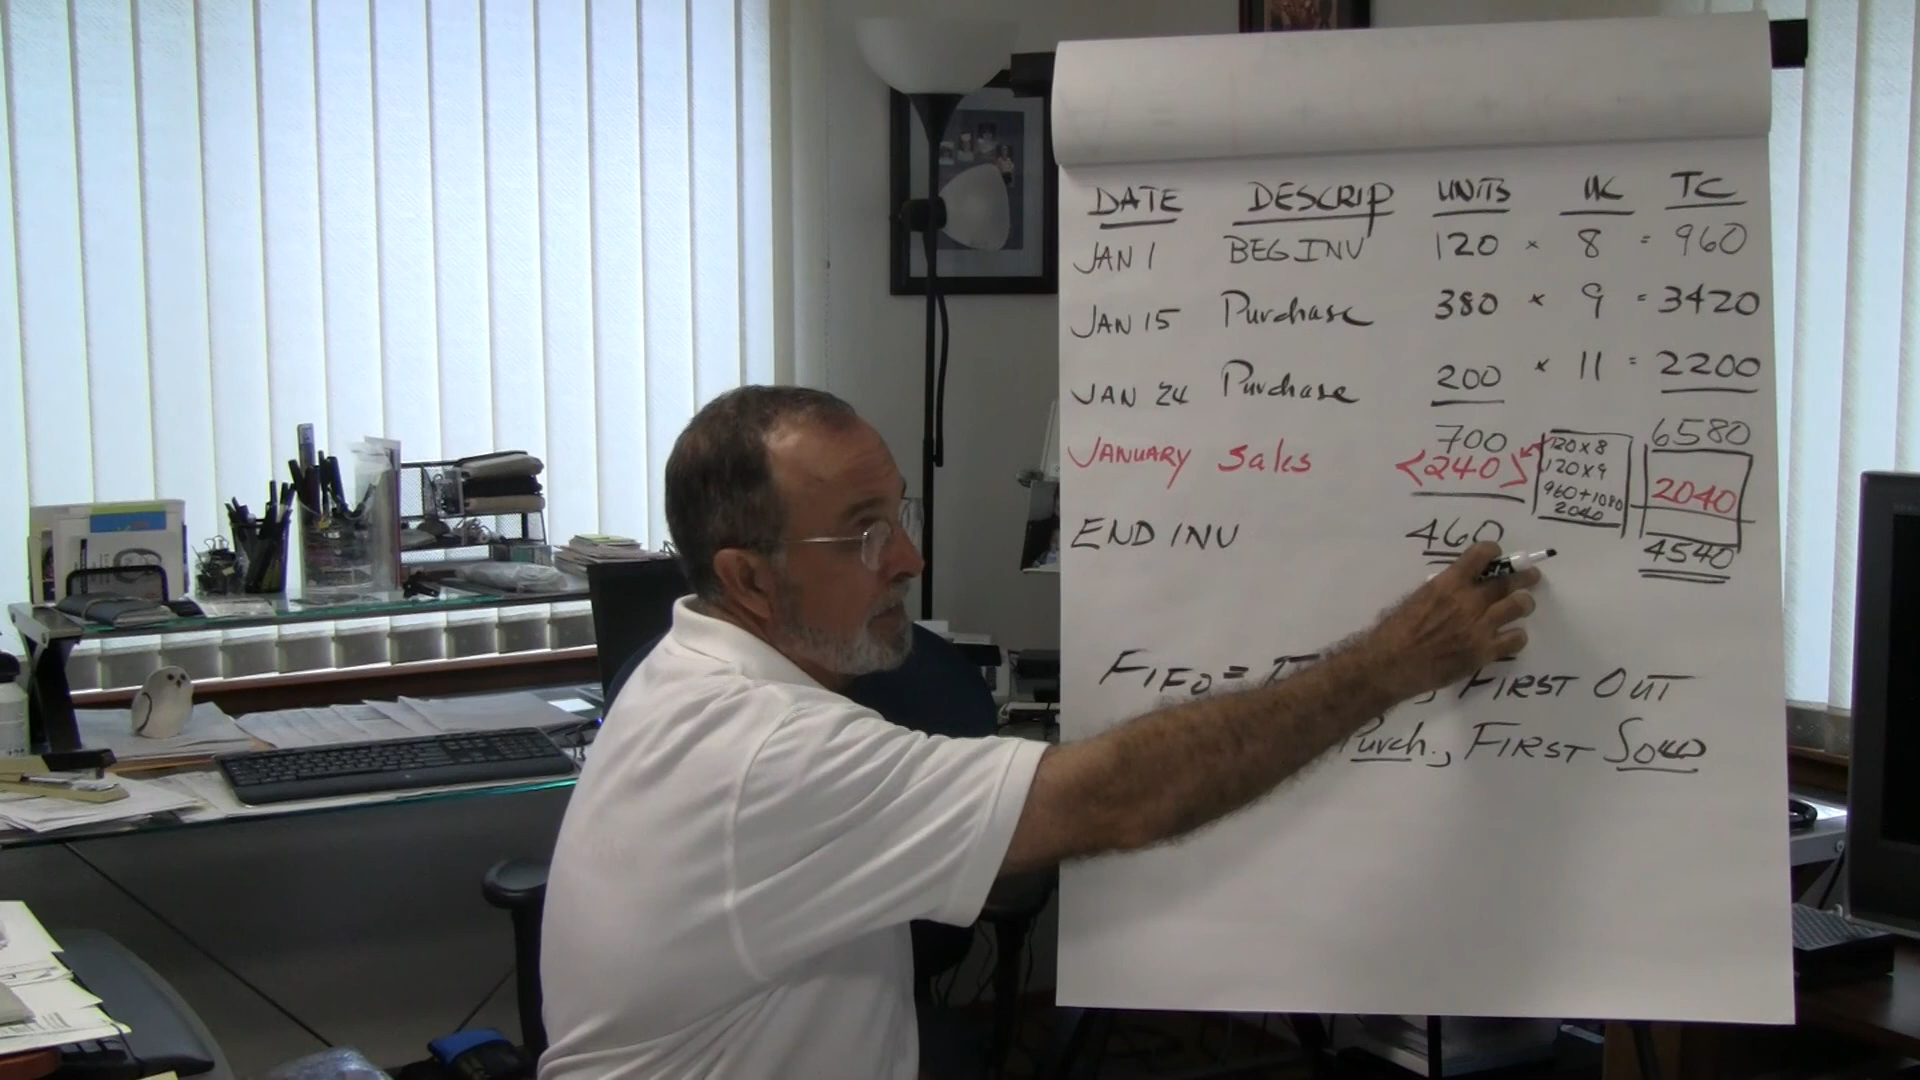 DATE DESCRIP UNITS UC TC
JAN 1 BEG INV 120 × 8 = 960
JAN 15 Purchase 380 × 9 = 3420
JAN 24 Purchase 200 × 11 = 2200
700 6580
JANUARY Sales <240> 2040
120 x 8
120 x 9
960 + 1080
2040
END INV 460 4540
FIFO = , FIRST OUT
Purch., FIRST SOLD